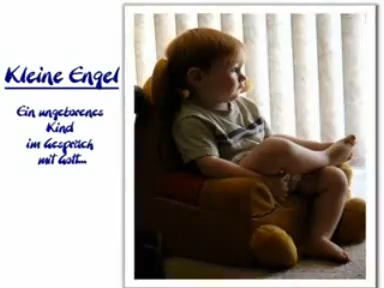 Kleine Engel
Ein ungeborenes
Kind
im Gespräch
mit Gott...